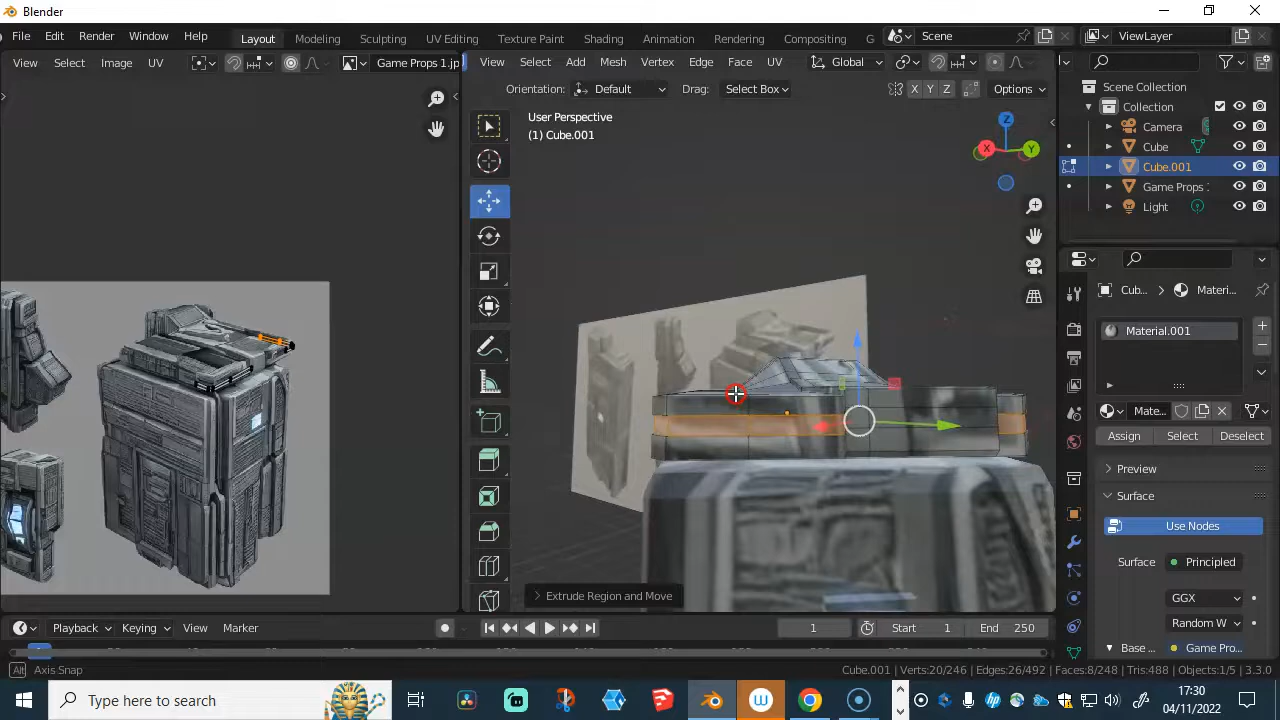 Blender
File Edit Render Window Help Layout Modeling Sculpting UV Editing Texture Paint Shading Animation Rendering Compositing G Scene ViewLayer
View Select Image UV Game Props 1.jp View Select Add Mesh Vertex Edge Face UV Global
Orientation: Default Drag: Select Box X Y Z Options
Scene Collection
Collection
Camera
Cube
Cube.001
Game Props :
Light
User Perspective
(1) Cube.001
Z
X Y
Cub... Materi...
Material.001
Mate...
Assign Select Deselect
Preview
Surface
Use Nodes
Surface Principled
GGX
Random W
Base ... Game Pro...
Extrude Region and Move
Playback Keying View Marker 1 Start 1 End 250
Alt Axis Snap Cube.001 | Verts:20/246 | Edges:26/492 | Faces:8/248 | Tris:488 | Objects:1/5 | 3.3.0
Type here to search
17:30
04/11/2022